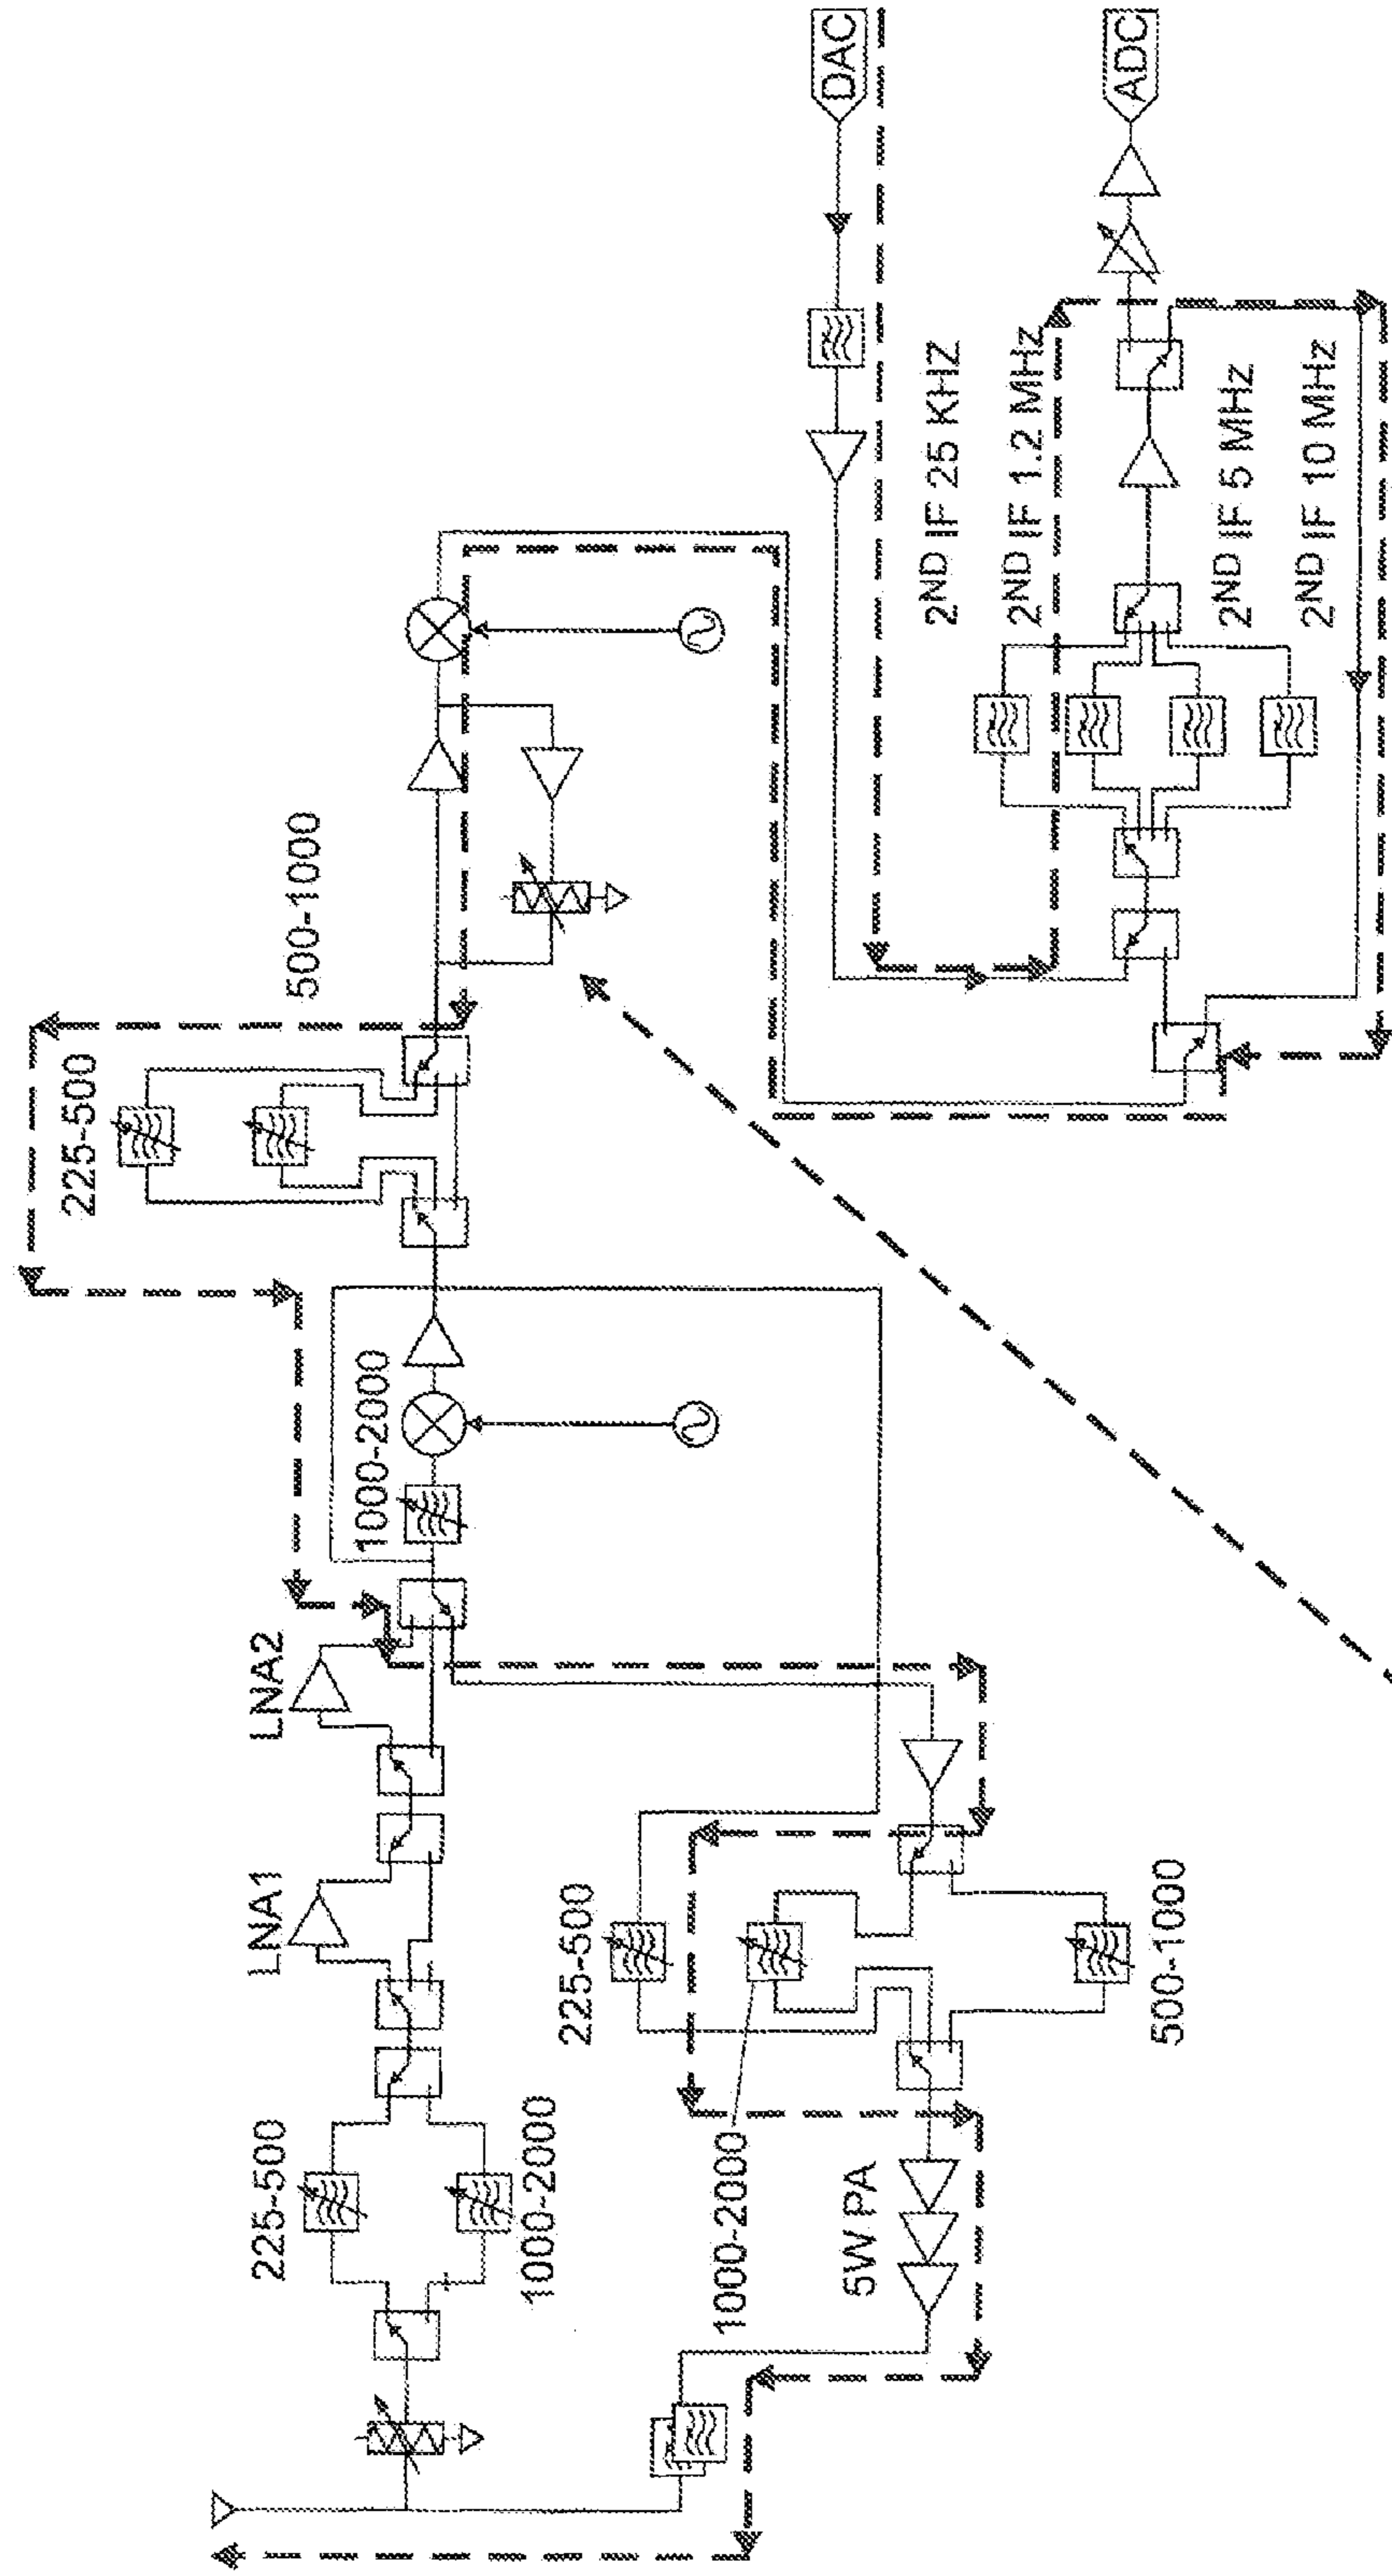 225-500
500-1000
LNA2
1000-2000
LNA1
225-500
1000-2000
225-500
1000-2000
500-1000
5W PA
DAC
ADC
2ND IF 25 KHZ
2ND IF 1.2 MHz
2ND IF 5 MHz
2ND IF 10 MHz